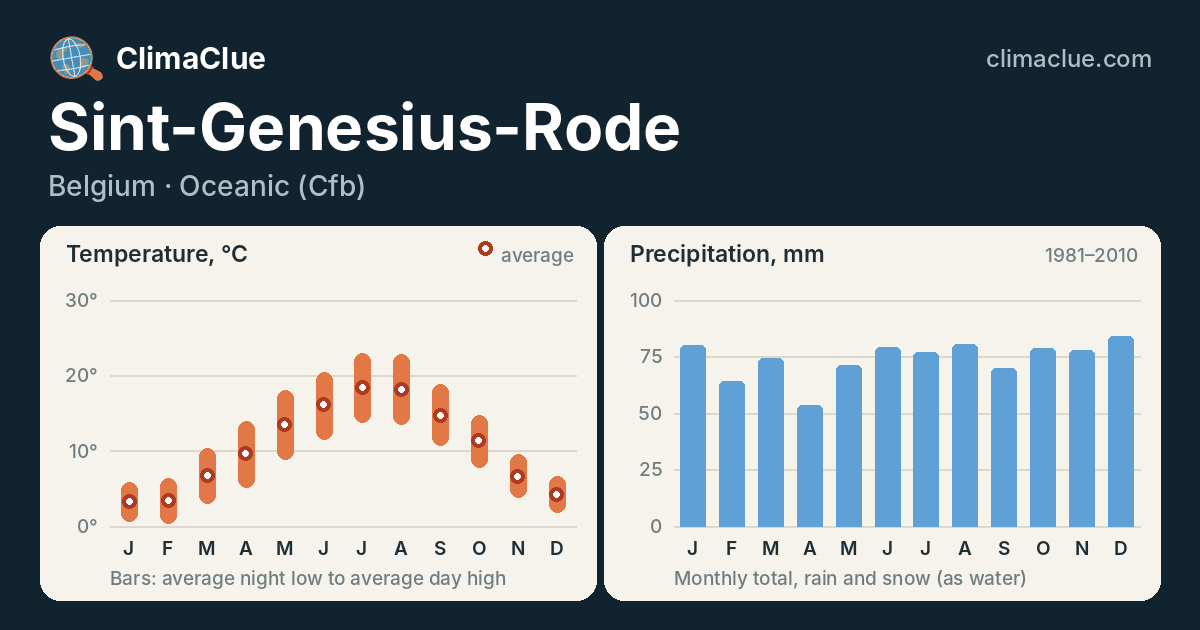 ClimaClue
climaclue.com
Sint-Genesius-Rode
Belgium · Oceanic (Cfb)
Temperature, °C
average
30°
20°
10°
0°
J F M A M J J A S O N D
Bars: average night low to average day high
Precipitation, mm
1981–2010
100
75
50
25
0
J F M A M J J A S O N D
Monthly total, rain and snow (as water)